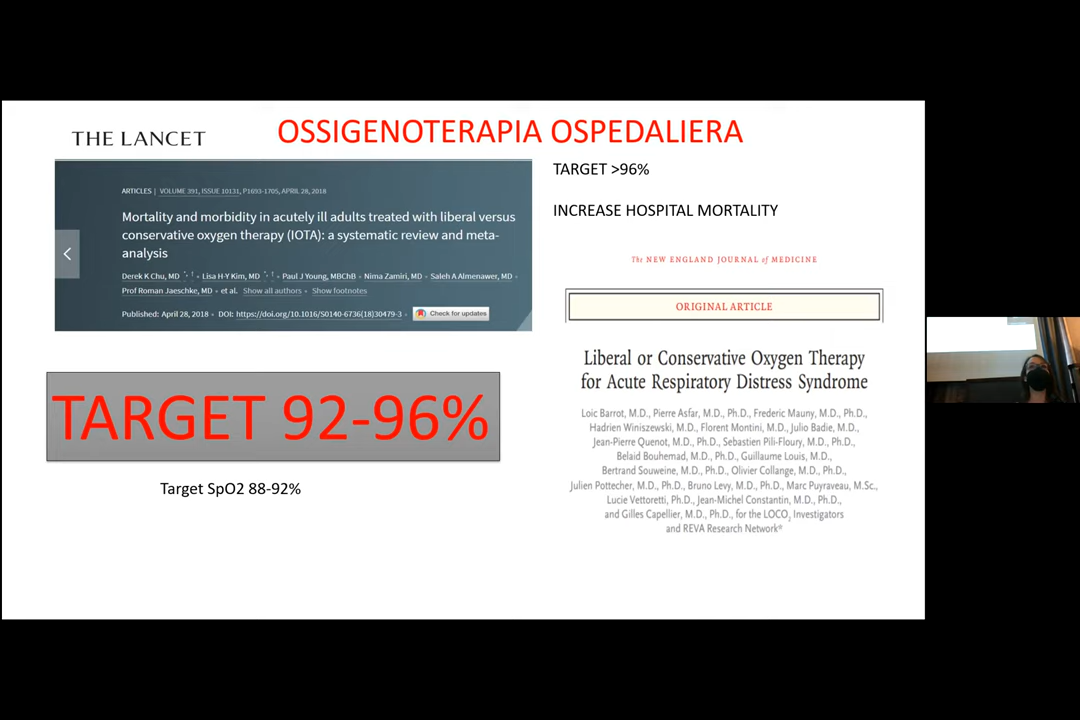 OSSIGENOTERAPIA OSPEDALIERA
THE LANCET
ARTICLES | VOLUME 391, ISSUE 10131, P1693-1705, APRIL 28, 2018
Mortality and morbidity in acutely ill adults treated with liberal versus
conservative oxygen therapy (IOTA): a systematic review and meta-
analysis
Derek K Chu, MD *, † • Lisa H-Y Kim, MD *, † • Paul J Young, MBChB • Nima Zamiri, MD • Saleh A Almenawer, MD •
Prof Roman Jaeschke, MD • et al. Show all authors • Show footnotes
Published: April 28, 2018 • DOI: https://doi.org/10.1016/S0140-6736(18)30479-3 • Check for updates
TARGET 92-96%
Target SpO2 88-92%
TARGET >96%
INCREASE HOSPITAL MORTALITY
The NEW ENGLAND JOURNAL of MEDICINE
ORIGINAL ARTICLE
Liberal or Conservative Oxygen Therapy
for Acute Respiratory Distress Syndrome
Loic Barrot, M.D., Pierre Asfar, M.D., Ph.D., Frederic Mauny, M.D., Ph.D.,
Hadrien Winiszewski, M.D., Florent Montini, M.D., Julio Badie, M.D.,
Jean-Pierre Quenot, M.D., Ph.D., Sebastien Pili-Floury, M.D., Ph.D.,
Belaid Bouhemad, M.D., Ph.D., Guillaume Louis, M.D.,
Bertrand Souweine, M.D., Ph.D., Olivier Collange, M.D., Ph.D.,
Julien Pottecher, M.D., Ph.D., Bruno Levy, M.D., Ph.D., Marc Puyraveau, M.Sc.,
Lucie Vettoretti, Ph.D., Jean-Michel Constantin, M.D., Ph.D.,
and Gilles Capellier, M.D., Ph.D., for the LOCO2 Investigators
and REVA Research Network*